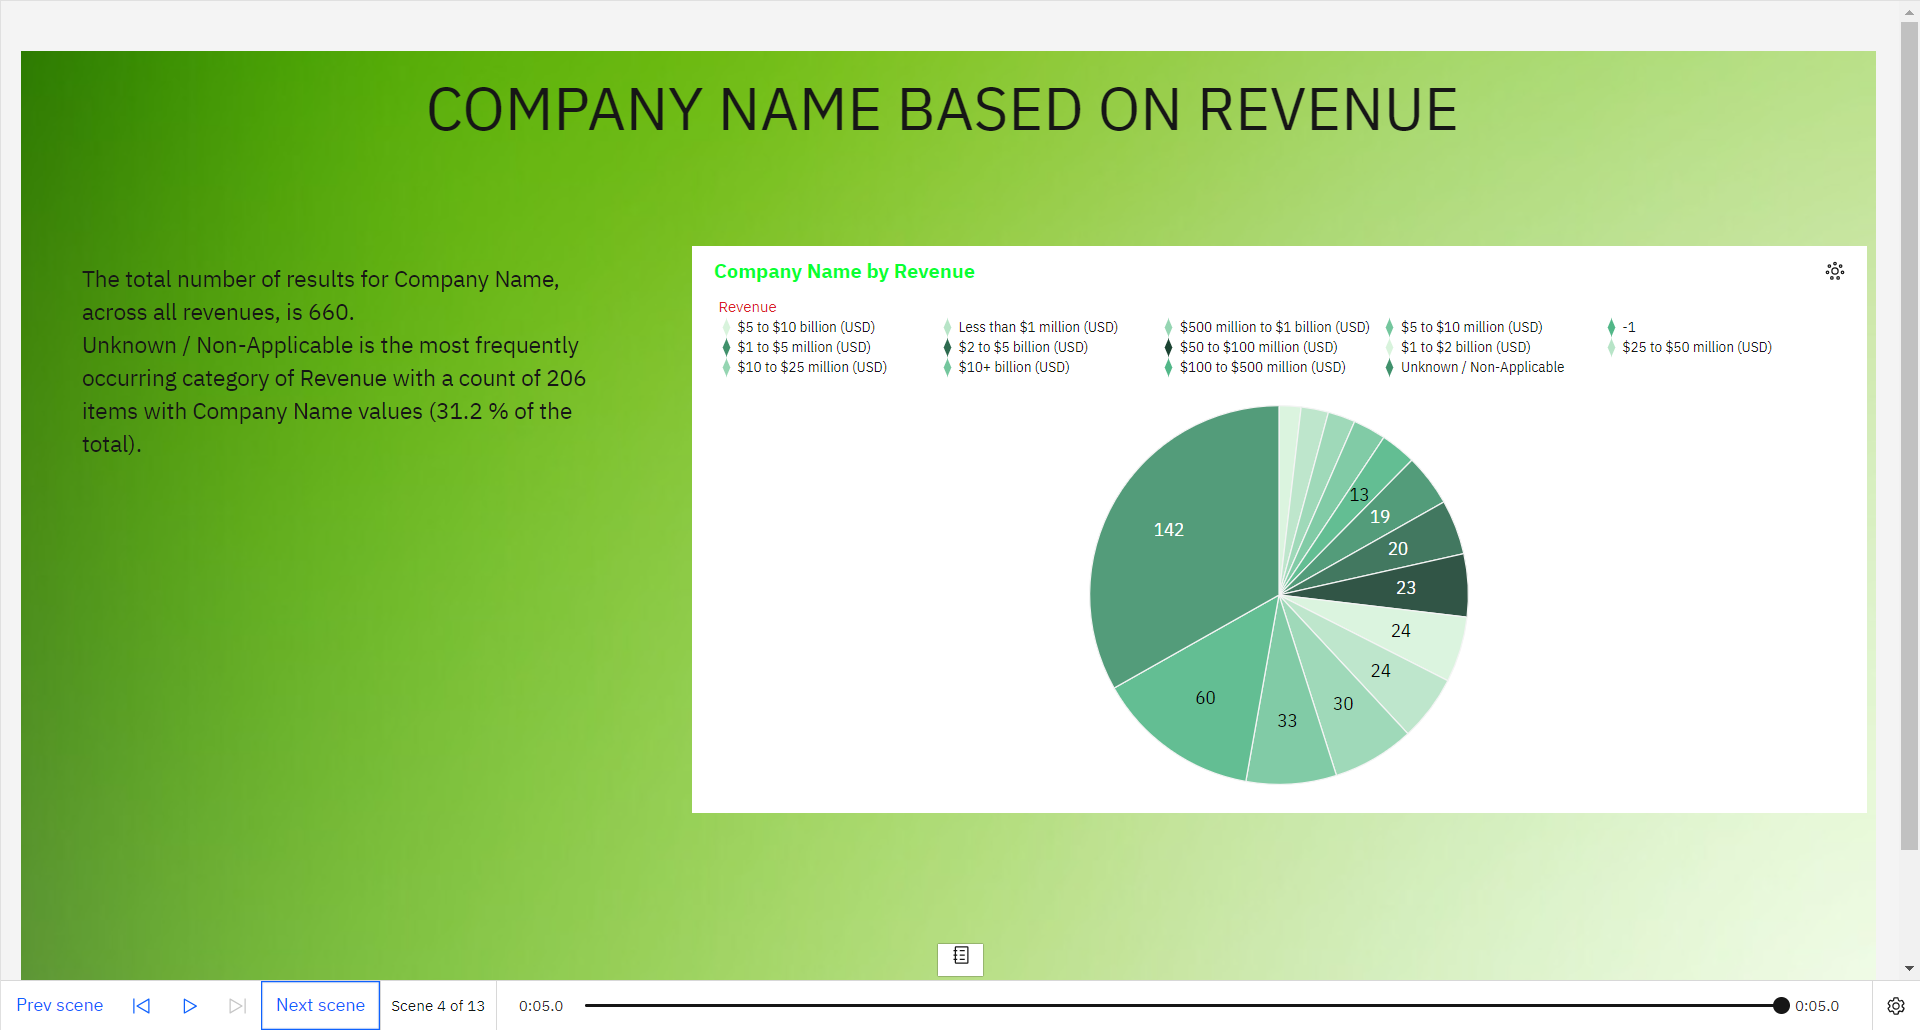 COMPANY NAME BASED ON REVENUE
The total number of results for Company Name,
across all revenues, is 660.
Unknown / Non-Applicable is the most frequently
occurring category of Revenue with a count of 206
items with Company Name values (31.2 % of the
total).
Company Name by Revenue
Revenue
$5 to $10 billion (USD) Less than $1 million (USD) $500 million to $1 billion (USD) $5 to $10 million (USD) -1
$1 to $5 million (USD) $2 to $5 billion (USD) $50 to $100 million (USD) $1 to $2 billion (USD) $25 to $50 million (USD)
$10 to $25 million (USD) $10+ billion (USD) $100 to $500 million (USD) Unknown / Non-Applicable
13
19
142
20
23
24
24
60
30
33
Prev scene Next scene Scene 4 of 13 0:05.0 0:05.0